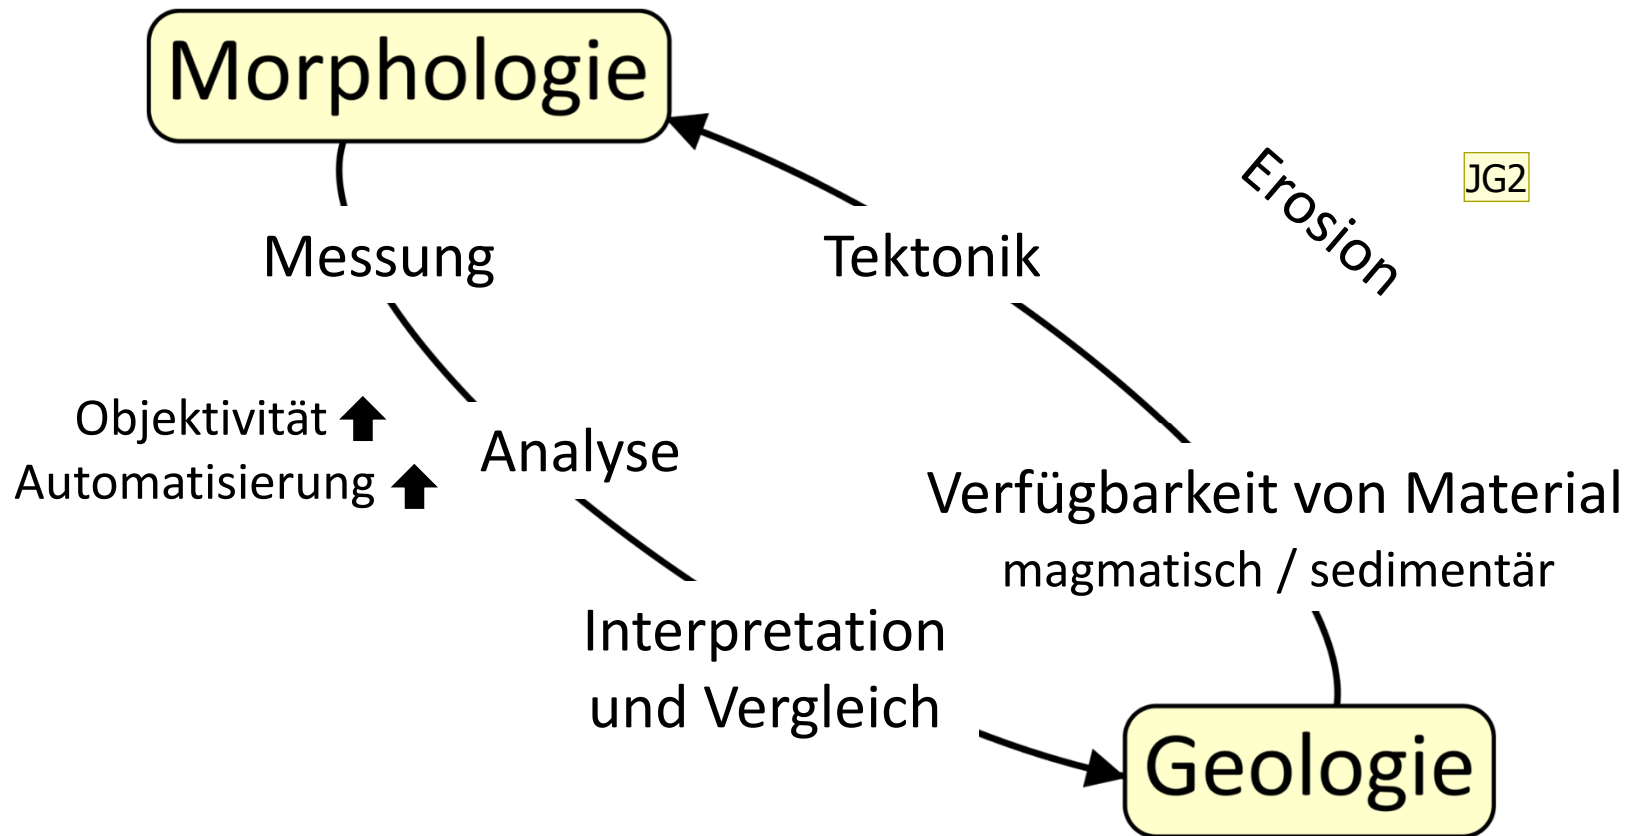 Morphologie
Erosion
JG2
Messung
Tektonik
Objektivität
Automatisierung
Analyse
Verfügbarkeit von Material
magmatisch / sedimentär
Interpretation
und Vergleich
Geologie